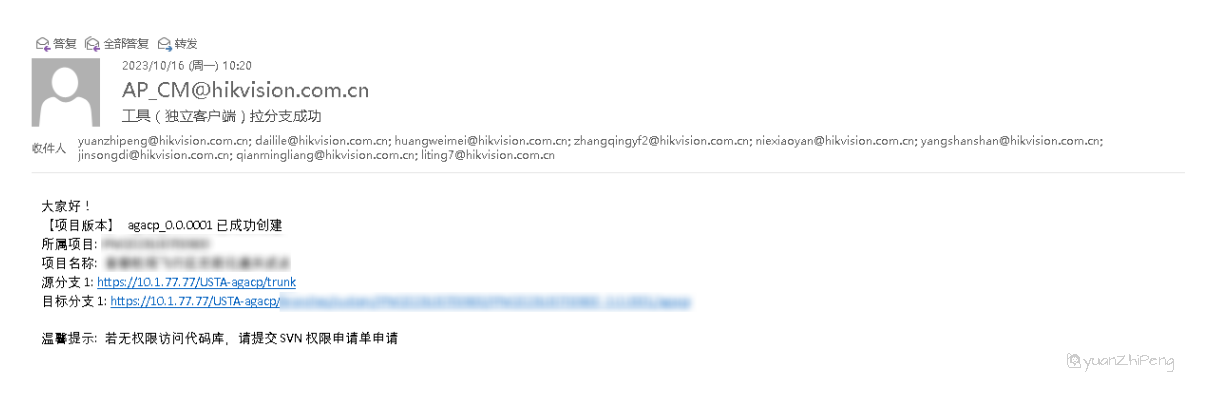 答复 全部答复 转发
2023/10/16 (周一) 10:20
AP_CM@hikvision.com.cn
工具（独立客户端）拉分支成功
收件人 yuanzhipeng@hikvision.com.cn; dailile@hikvision.com.cn; huangweimei@hikvision.com.cn; zhangqingyf2@hikvision.com.cn; niexiaoyan@hikvision.com.cn; yangshanshan@hikvision.com.cn;
jinsongdi@hikvision.com.cn; qianmingliang@hikvision.com.cn; liting7@hikvision.com.cn
大家好！
【项目版本】 agacp_0.0.0001 已成功创建
所属项目:
项目名称:
源分支 1: https://10.1.77.77/USTA-agacp/trunk
目标分支 1: https://10.1.77.77/USTA-agacp/
温馨提示: 若无权限访问代码库，请提交 SVN 权限申请单申请
yuanZhiPeng